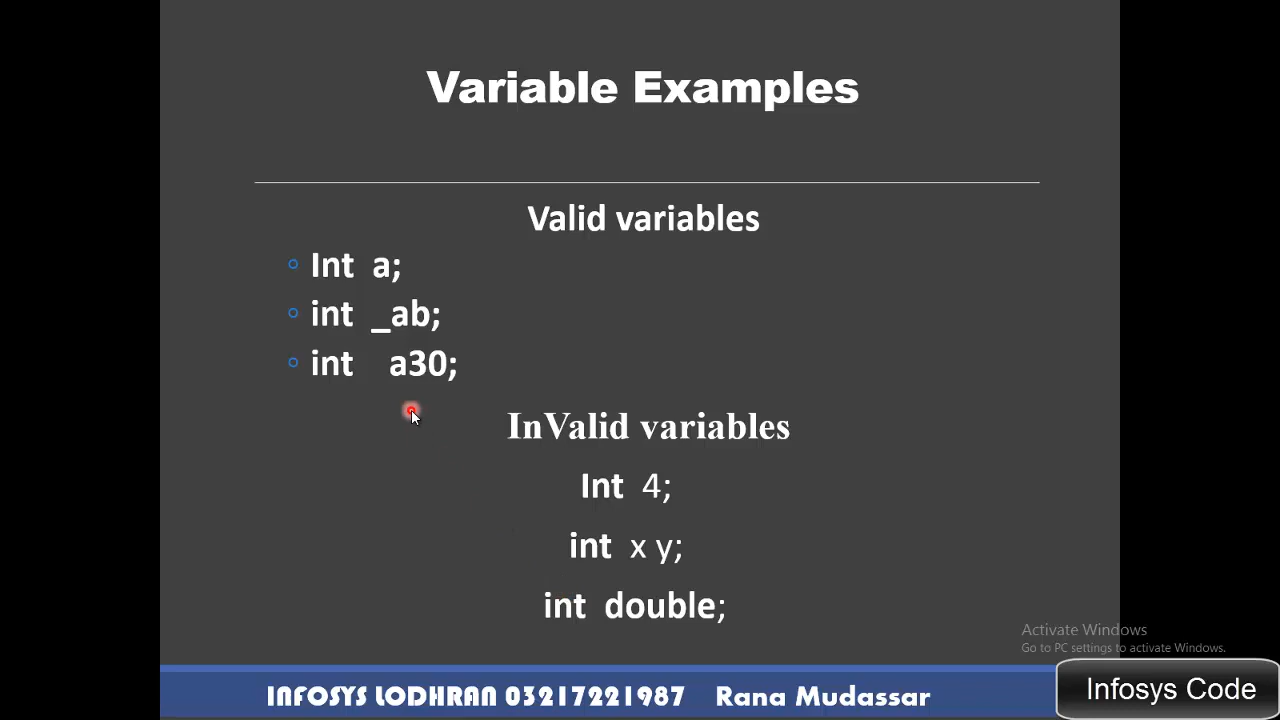 Variable Examples
Valid variables
Int a;
int _ab;
int a30;
InValid variables
Int 4;
int x y;
int double;
Activate Windows
Go to PC settings to activate Windows.
INFOSYS LODHRAN 03217221987 Rana Mudassar
Infosys Code